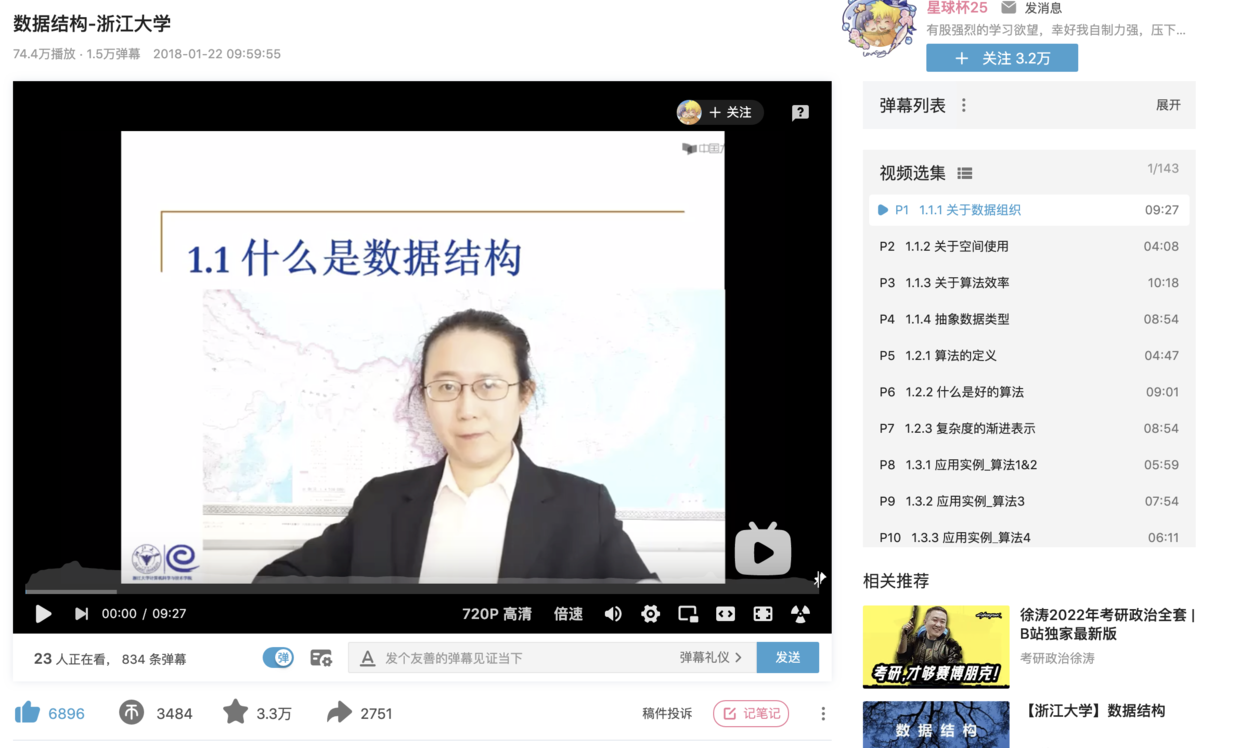 数据结构-浙江大学
74.4万播放 · 1.5万弹幕 2018-01-22 09:59:55
星球杯25 发消息
有股强烈的学习欲望，幸好我自制力强，压下...
+ 关注 3.2万
+ 关注
中国大
1.1 什么是数据结构
00:00 / 09:27
720P 高清
倍速
23 人正在看， 834 条弹幕
弹
A 发个友善的弹幕见证当下
弹幕礼仪 >
发送
6896
3484
3.3万
2751
稿件投诉
记笔记
弹幕列表
展开
视频选集
1/143
P1 1.1.1 关于数据组织 09:27
P2 1.1.2 关于空间使用 04:08
P3 1.1.3 关于算法效率 10:18
P4 1.1.4 抽象数据类型 08:54
P5 1.2.1 算法的定义 04:47
P6 1.2.2 什么是好的算法 09:01
P7 1.2.3 复杂度的渐进表示 08:54
P8 1.3.1 应用实例_算法1&2 05:59
P9 1.3.2 应用实例_算法3 07:54
P10 1.3.3 应用实例_算法4 06:11
相关推荐
考研,才够赛博朋克!
徐涛2022年考研政治全套 |
B站独家最新版
考研政治徐涛
数据结构
【浙江大学】数据结构